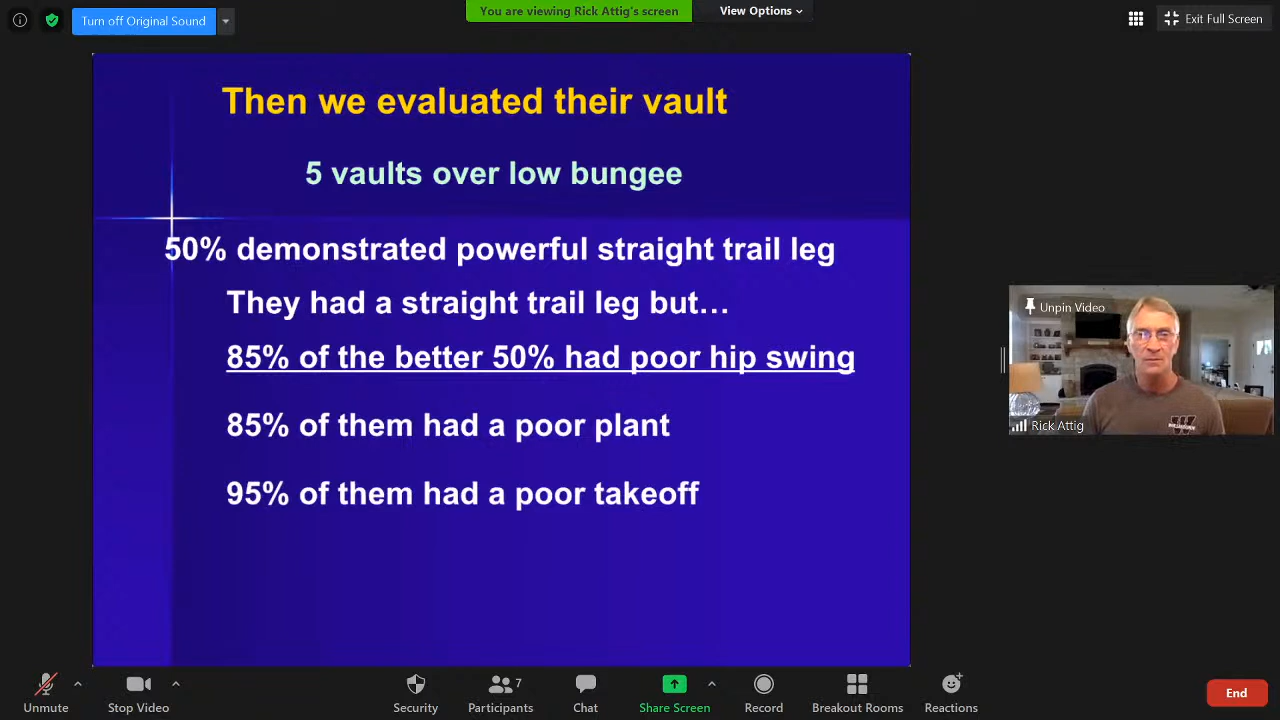 Turn off Original Sound
You are viewing Rick Attig's screen
View Options
Exit Full Screen
Then we evaluated their vault
5 vaults over low bungee
50% demonstrated powerful straight trail leg
They had a straight trail leg but…
85% of the better 50% had poor hip swing
85% of them had a poor plant
95% of them had a poor takeoff
Unpin Video
W
Rick Attig
Unmute
Stop Video
Security
7
Participants
Chat
Share Screen
Record
Breakout Rooms
Reactions
End